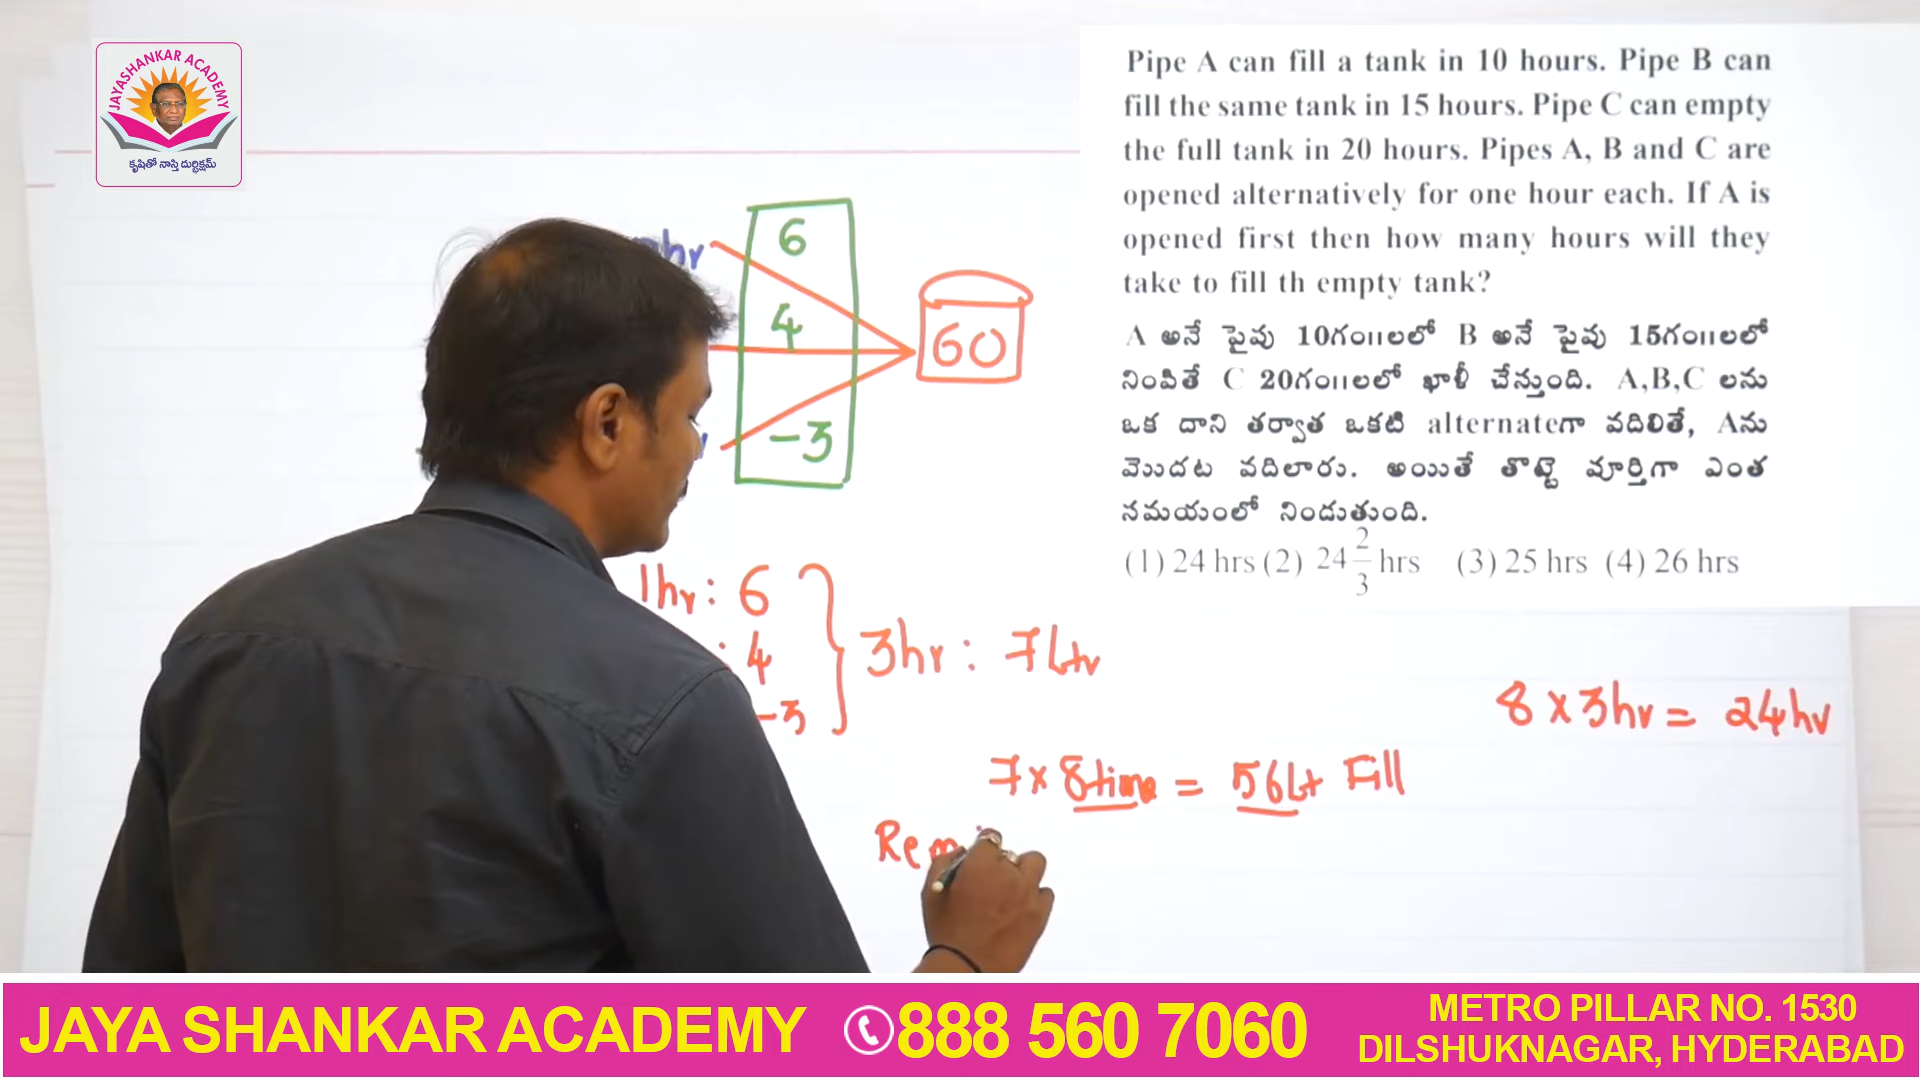 JAYASHANKAR ACADEMY
కృషితో నాస్తి దుర్భిక్షమ్
Pipe A can fill a tank in 10 hours. Pipe B can
fill the same tank in 15 hours. Pipe C can empty
the full tank in 20 hours. Pipes A, B and C are
opened alternatively for one hour each. If A is
opened first then how many hours will they
take to fill th empty tank?
A అనే పైపు 10గం॥లలో B అనే పైపు 15గం॥లలో
నింపితే C 20గం॥లలో ఖాళీ చేస్తుంది. A,B,C లను
ఒక దాని తర్వాత ఒకటి alternateగా వదిలితే, Aను
మొదట వదిలారు. అయితే తొట్టె పూర్తిగా ఎంత
సమయంలో నిండుతుంది.
(1) 24 hrs (2) 24 2/3 hrs (3) 25 hrs (4) 26 hrs
hr 6
4
60
-3
1hr : 6
: 4
-3
3hr : 7 Ltr
8 x 3hr = 24hr
7 x 8time = 56Lt Fill
JAYA SHANKAR ACADEMY
888 560 7060
METRO PILLAR NO. 1530
DILSHUKNAGAR, HYDERABAD